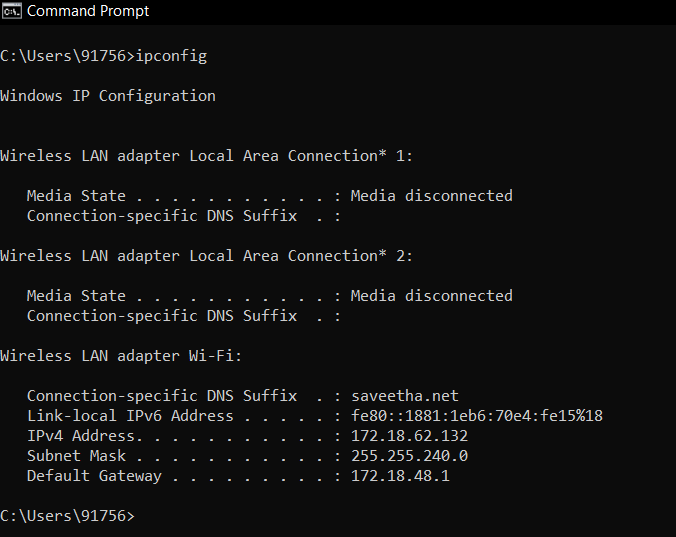 Command Prompt
C:\Users\91756>ipconfig
Windows IP Configuration
Wireless LAN adapter Local Area Connection* 1:
   Media State . . . . . . . . . . . : Media disconnected
   Connection-specific DNS Suffix  . :
Wireless LAN adapter Local Area Connection* 2:
   Media State . . . . . . . . . . . : Media disconnected
   Connection-specific DNS Suffix  . :
Wireless LAN adapter Wi-Fi:
   Connection-specific DNS Suffix  . : saveetha.net
   Link-local IPv6 Address . . . . . : fe80::1881:1eb6:70e4:fe15%18
   IPv4 Address. . . . . . . . . . . : 172.18.62.132
   Subnet Mask . . . . . . . . . . . : 255.255.240.0
   Default Gateway . . . . . . . . . : 172.18.48.1
C:\Users\91756>